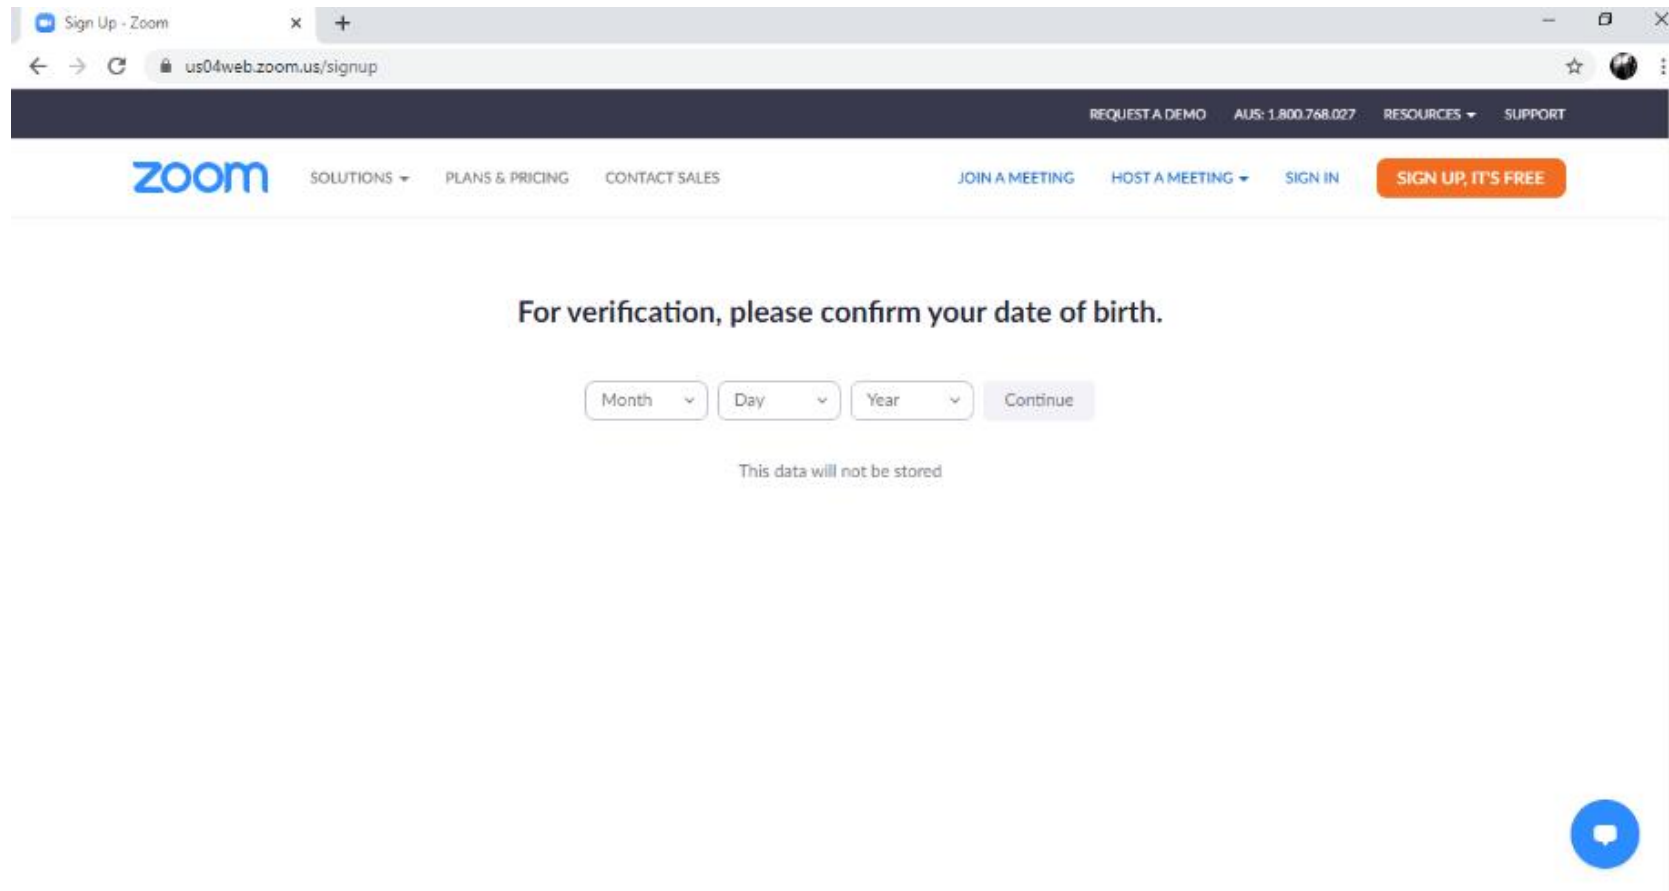 Sign Up - Zoom
us04web.zoom.us/signup
REQUEST A DEMO AUS: 1.800.768.027 RESOURCES SUPPORT
zoom SOLUTIONS PLANS & PRICING CONTACT SALES JOIN A MEETING HOST A MEETING SIGN IN SIGN UP, IT'S FREE
For verification, please confirm your date of birth.
Month Day Year Continue
This data will not be stored